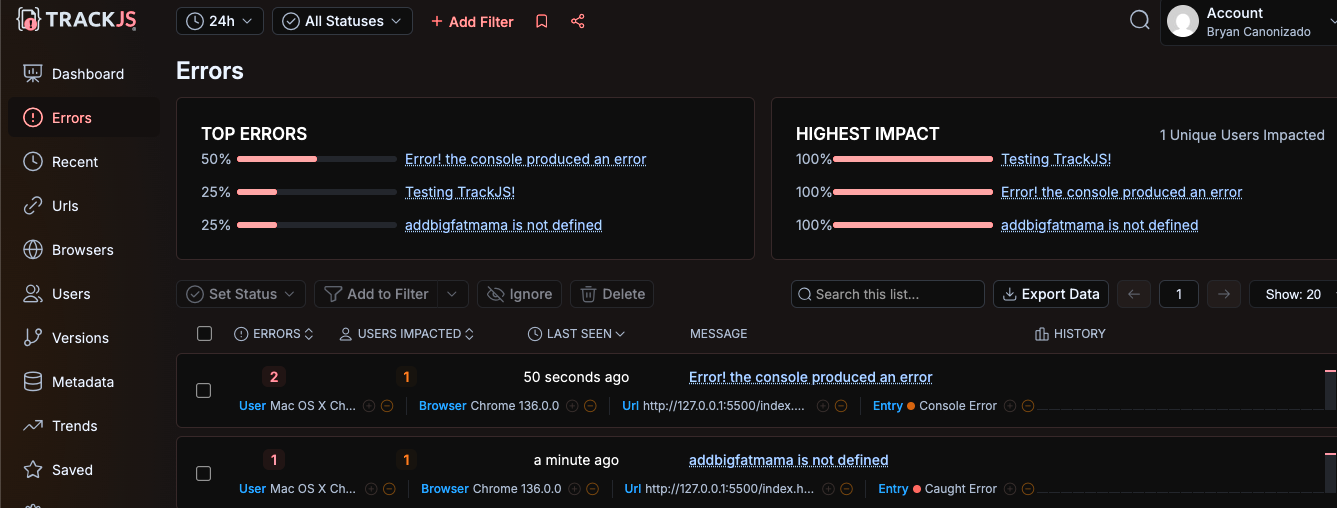 TRACKJS
24h
All Statuses
+ Add Filter
Account
Bryan Canonizado
Dashboard
Errors
Recent
Urls
Browsers
Users
Versions
Metadata
Trends
Saved
Errors
TOP ERRORS
50% Error! the console produced an error
25% Testing TrackJS!
25% addbigfatmama is not defined
HIGHEST IMPACT
1 Unique Users Impacted
100% Testing TrackJS!
100% Error! the console produced an error
100% addbigfatmama is not defined
Set Status
Add to Filter
Ignore
Delete
Search this list...
Export Data
1
Show: 20
ERRORS USERS IMPACTED LAST SEEN MESSAGE HISTORY
2 1 50 seconds ago Error! the console produced an error
User Mac OS X Ch... Browser Chrome 136.0.0 Url http://127.0.0.1:5500/index.... Entry Console Error
1 1 a minute ago addbigfatmama is not defined
User Mac OS X Ch... Browser Chrome 136.0.0 Url http://127.0.0.1:5500/index.h... Entry Caught Error